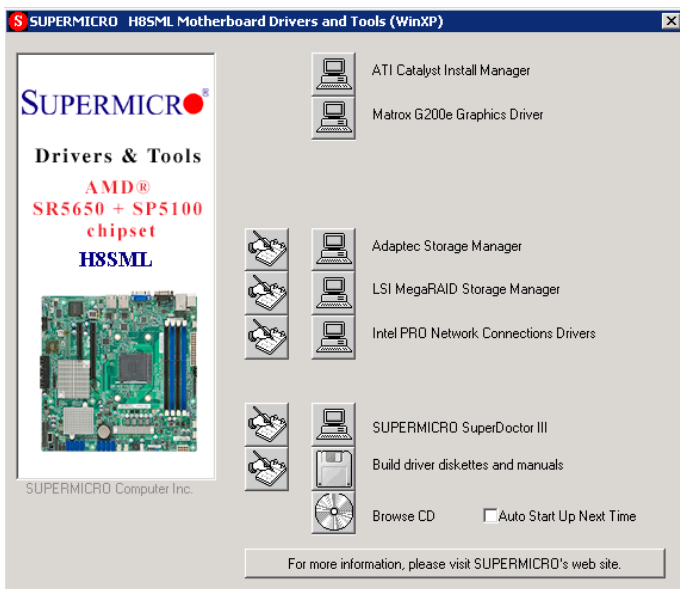 SUPERMICRO H8SML Motherboard Drivers and Tools (WinXP)
SUPERMICRO®
Drivers & Tools
AMD®
SR5650 + SP5100
chipset
H8SML
SUPERMICRO Computer Inc.
ATI Catalyst Install Manager
Matrox G200e Graphics Driver
Adaptec Storage Manager
LSI MegaRAID Storage Manager
Intel PRO Network Connections Drivers
SUPERMICRO SuperDoctor III
Build driver diskettes and manuals
Browse CD
Auto Start Up Next Time
For more information, please visit SUPERMICRO's web site.